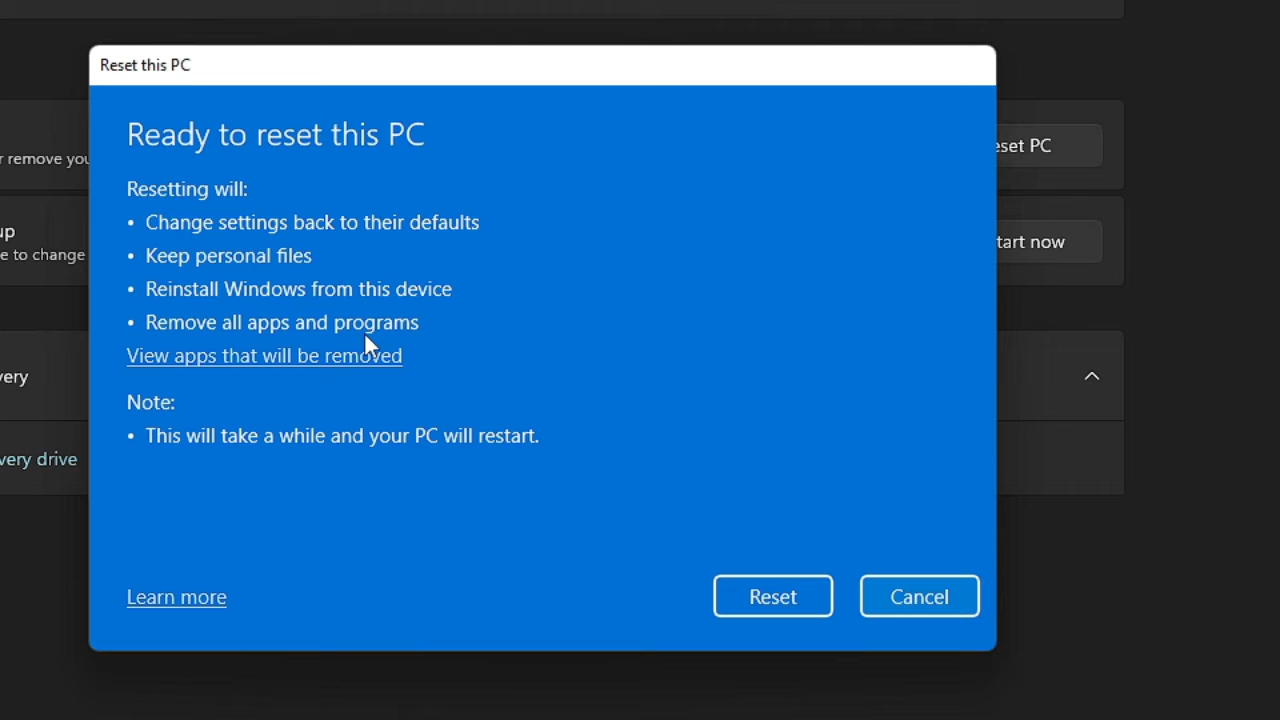 Reset this PC
Ready to reset this PC
Resetting will:
• Change settings back to their defaults
• Keep personal files
• Reinstall Windows from this device
• Remove all apps and programs
View apps that will be removed
Note:
• This will take a while and your PC will restart.
Learn more
Reset
Cancel
r remove you
eset PC
up
e to change
tart now
very
very drive